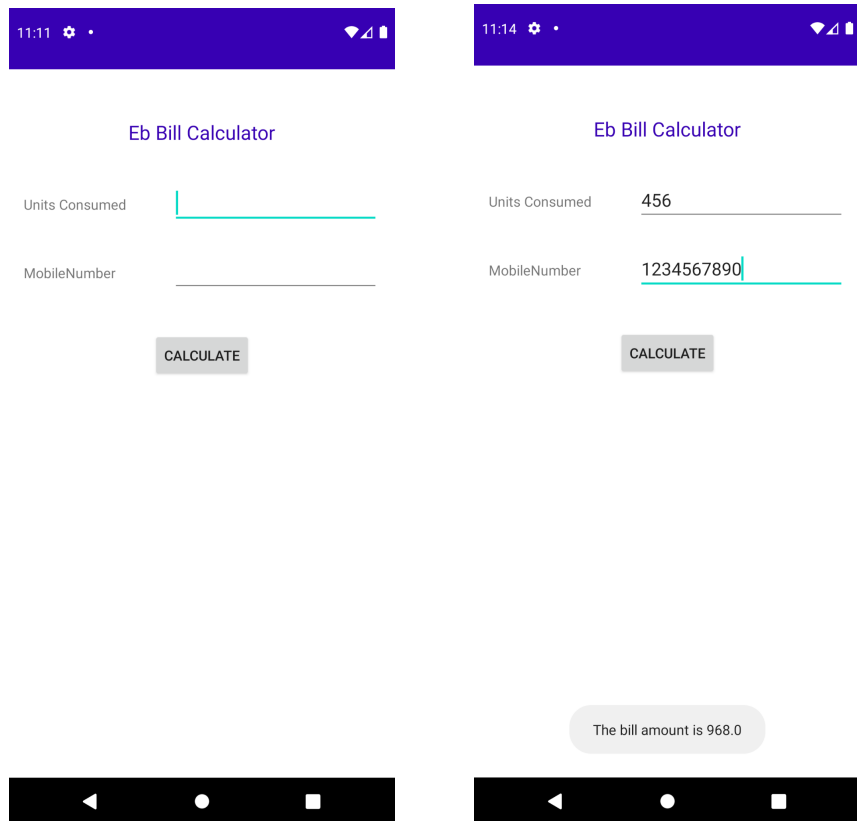 11:11
Eb Bill Calculator
Units Consumed
MobileNumber
CALCULATE
11:14
Eb Bill Calculator
Units Consumed 456
MobileNumber 1234567890
CALCULATE
The bill amount is 968.0